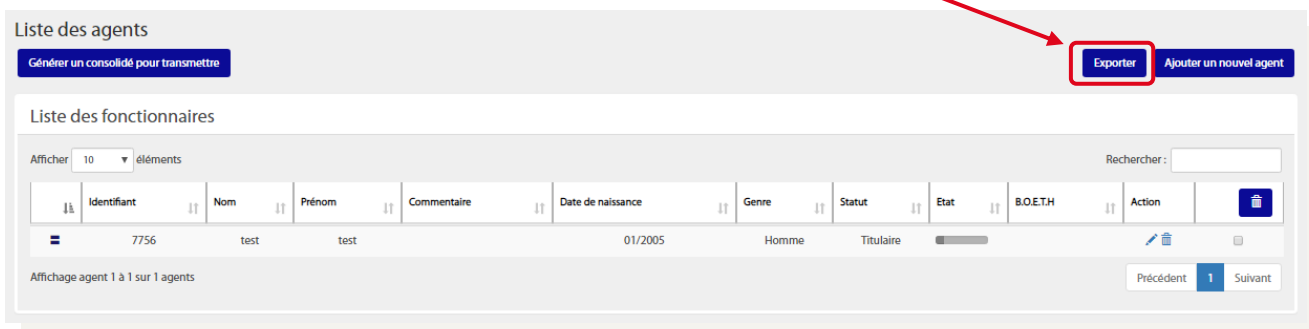 Liste des agents
Générer un consolidé pour transmettre
Exporter
Ajouter un nouvel agent
Liste des fonctionnaires
Afficher 10 éléments
Rechercher :
Identifiant Nom Prénom Commentaire Date de naissance Genre Statut Etat B.O.E.T.H Action
7756 test test 01/2005 Homme Titulaire
Affichage agent 1 à 1 sur 1 agents
Précédent 1 Suivant